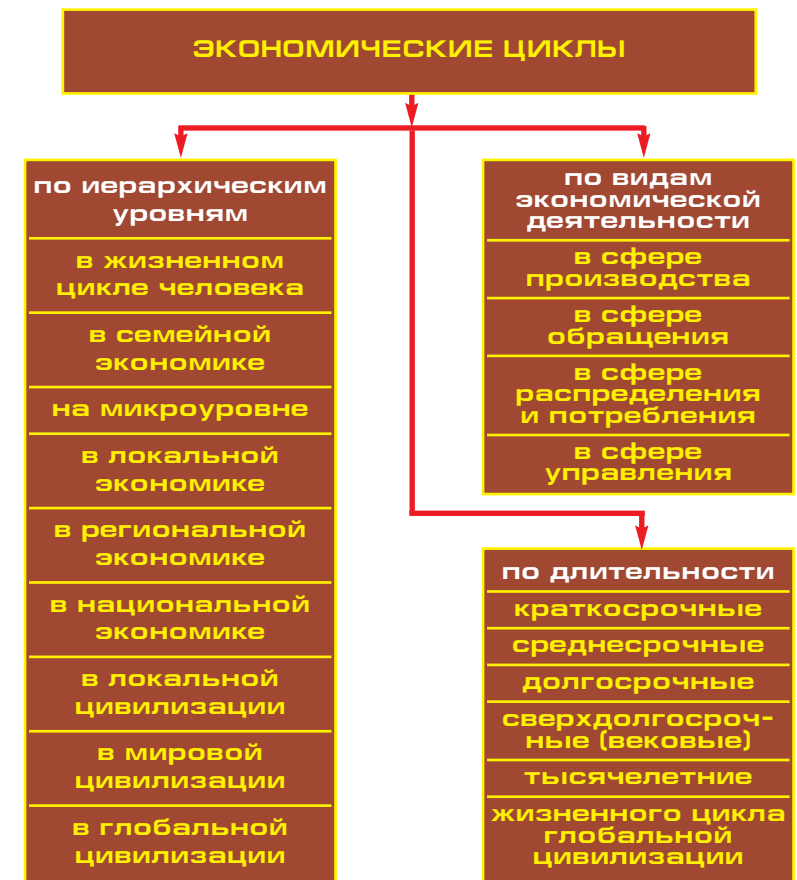 ЭКОНОМИЧЕСКИЕ ЦИКЛЫ
по иерархическим
уровням
в жизненном
цикле человека
в семейной
экономике
на микроуровне
в локальной
экономике
в региональной
экономике
в национальной
экономике
в локальной
цивилизации
в мировой
цивилизации
в глобальной
цивилизации
по видам
экономической
деятельности
в сфере
производства
в сфере
обращения
в сфере
распределения
и потребления
в сфере
управления
по длительности
краткосрочные
среднесрочные
долгосрочные
сверхдолгосроч-
ные (вековые)
тысячелетние
жизненного цикла
глобальной
цивилизации